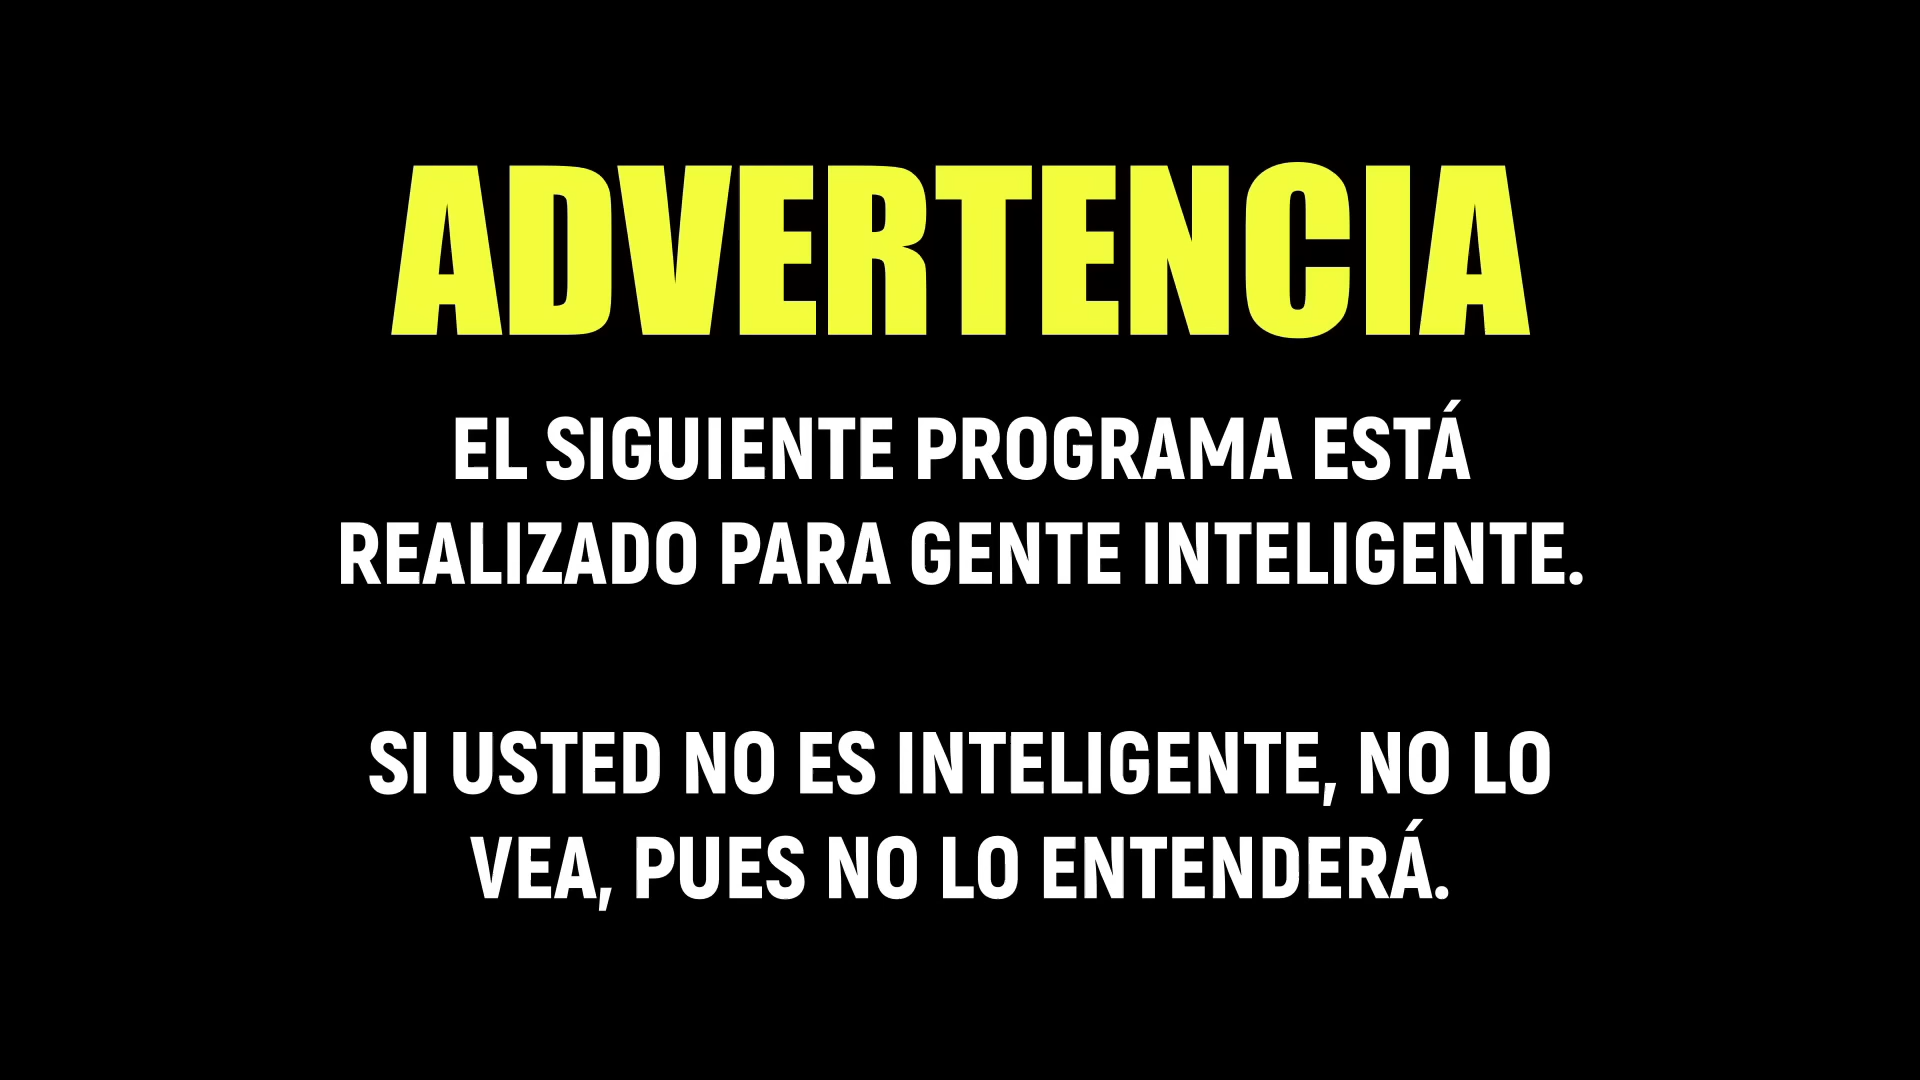 ADVERTENCIA
EL SIGUIENTE PROGRAMA ESTÁ
REALIZADO PARA GENTE INTELIGENTE.
SI USTED NO ES INTELIGENTE, NO LO
VEA, PUES NO LO ENTENDERÁ.